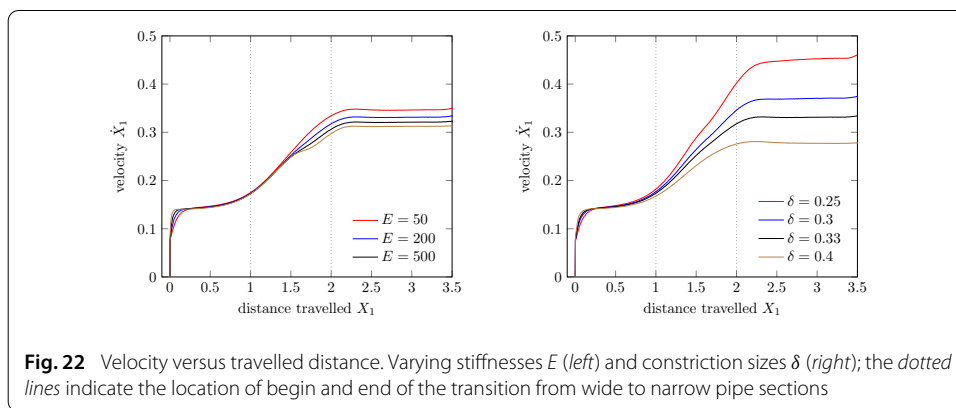 0.5
0.4
0.3
0.2
0.1
0
velocity Ẋ₁
0
0.5
1
1.5
2
2.5
3
3.5
distance travelled X₁
E = 50
E = 200
E = 500
0.5
0.4
0.3
0.2
0.1
0
velocity Ẋ₁
0
0.5
1
1.5
2
2.5
3
3.5
distance travelled X₁
δ = 0.25
δ = 0.3
δ = 0.33
δ = 0.4
Fig. 22 Velocity versus travelled distance. Varying stiffnesses E (left) and constriction sizes δ (right); the dotted
lines indicate the location of begin and end of the transition from wide to narrow pipe sections